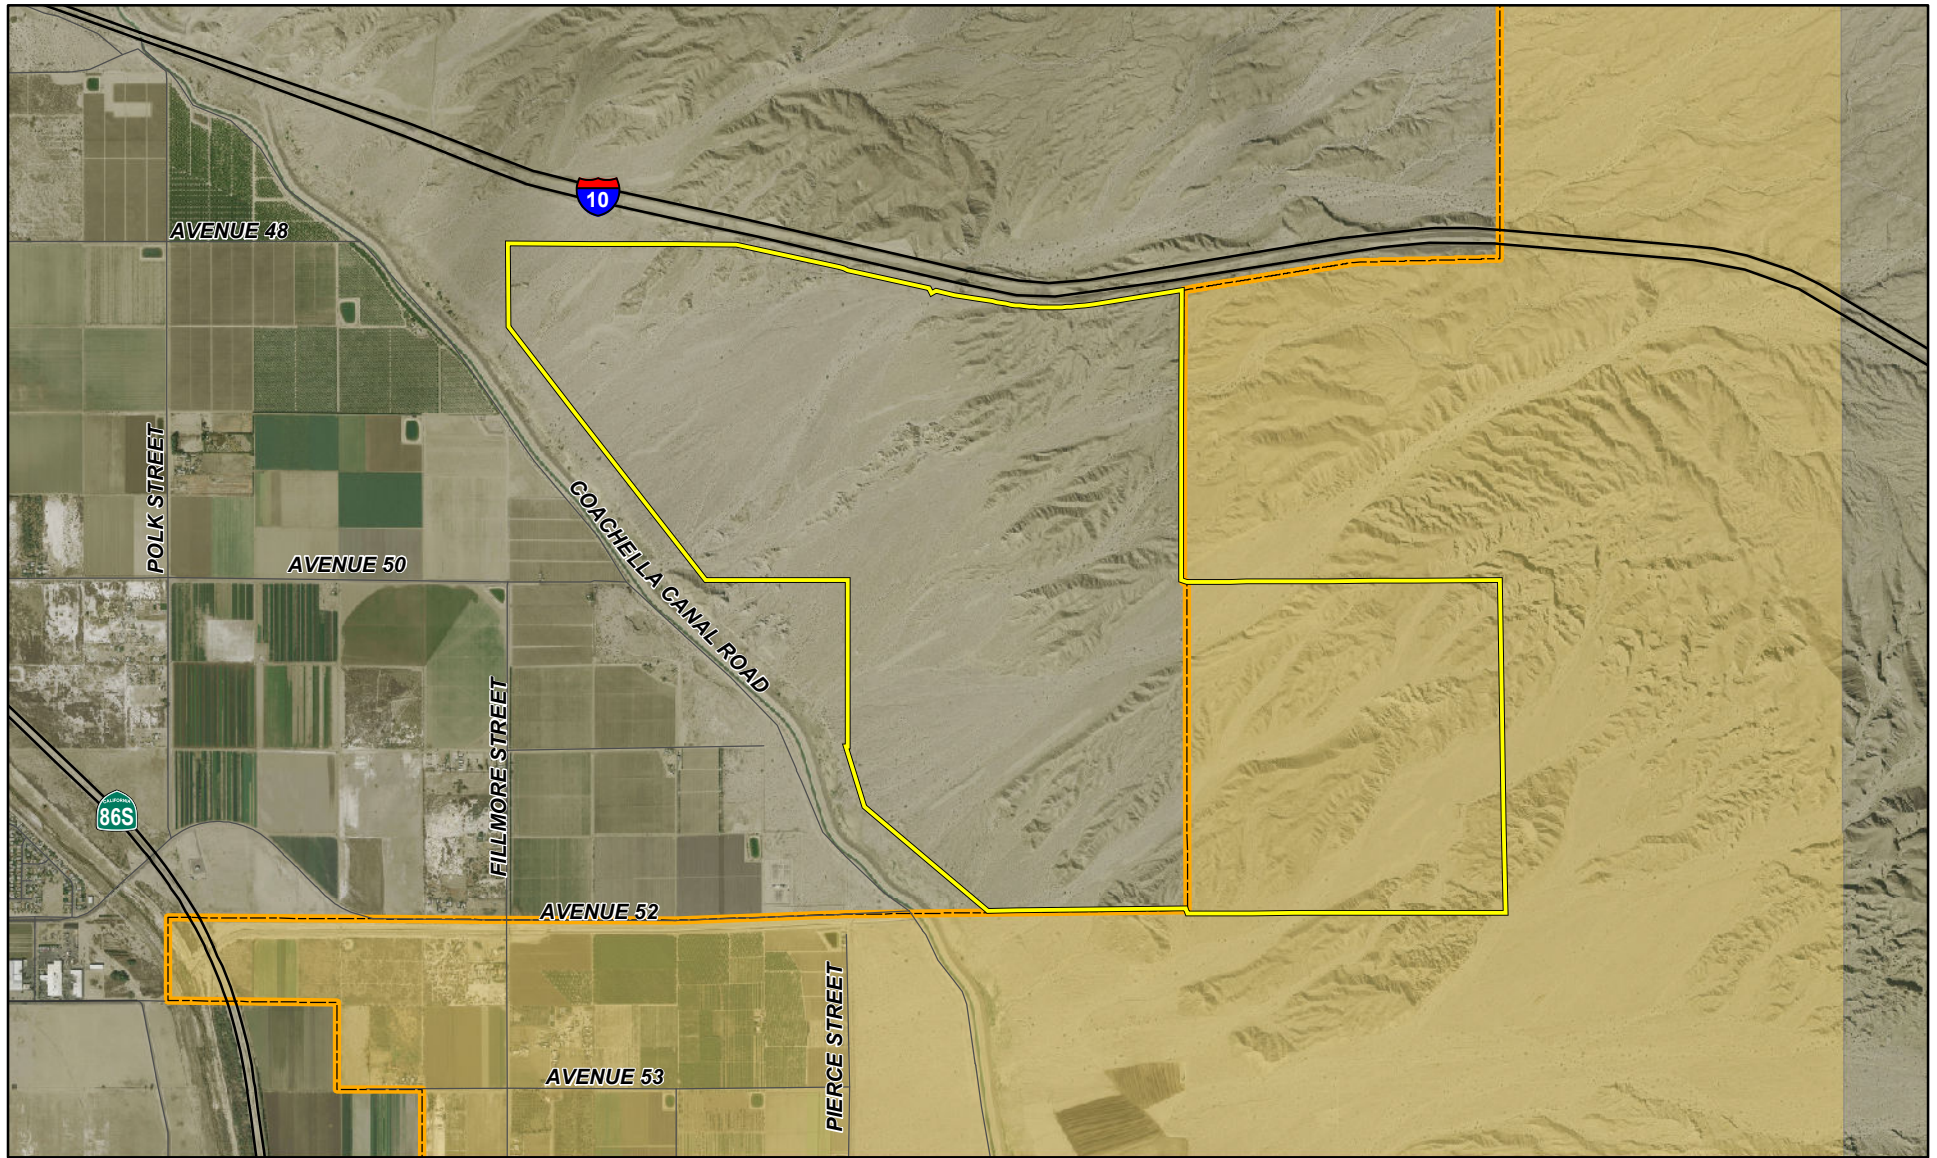 10
AVENUE 48
POLK STREET
COACHELLA CANAL ROAD
AVENUE 50
FILLMORE STREET
CALIFORNIA
86S
AVENUE 52
PIERCE STREET
AVENUE 53